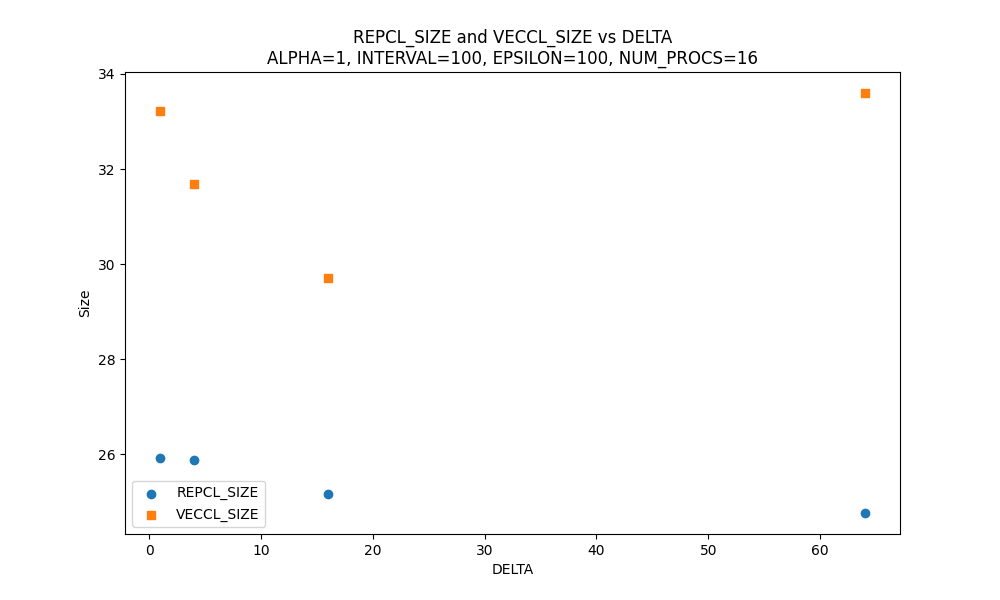 REPCL_SIZE and VECCL_SIZE vs DELTA
ALPHA=1, INTERVAL=100, EPSILON=100, NUM_PROCS=16
34
32
30
28
26
Size
REPCL_SIZE
VECCL_SIZE
0 10 20 30 40 50 60
DELTA